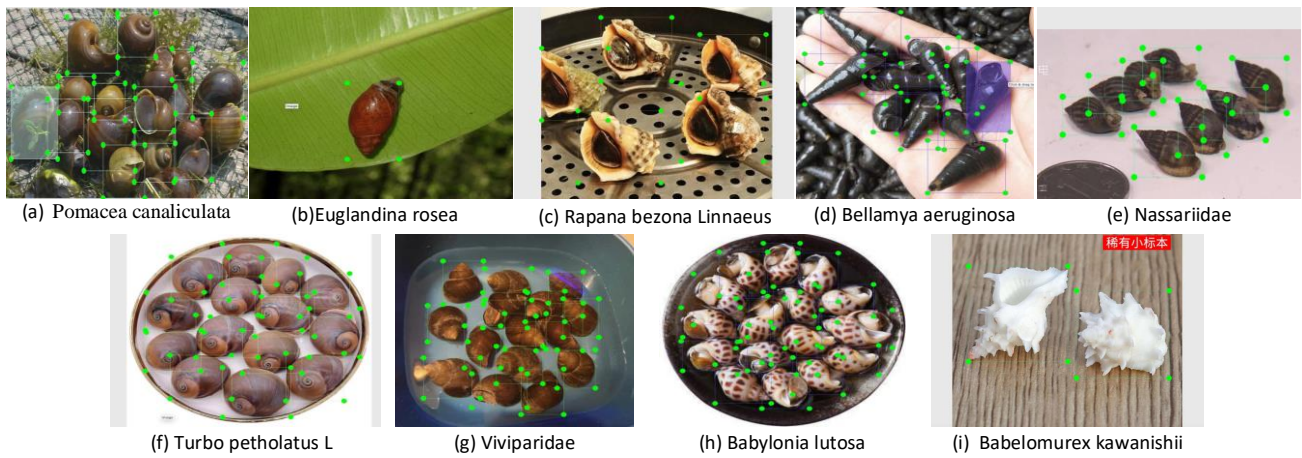 (a) Pomacea canaliculata
(b)Euglandina rosea
(c) Rapana bezona Linnaeus
(d) Bellamya aeruginosa
(e) Nassariidae
稀有小标本
(f) Turbo petholatus L
(g) Viviparidae
(h) Babylonia lutosa
(i) Babelomurex kawanishii